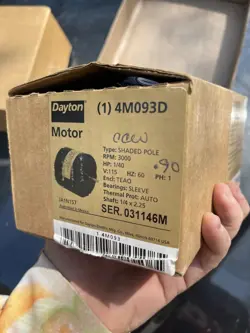 Dayton (1) 4M093D
Motor
CCW
Type: SHADED-POLE
RPM: 3000
HP: 1/40
.90
V: 115 HZ: 60 PH: 1
Encl: TEAO
Bearings: SLEEVE
Thermal Prot: AUTO
Shaft: 1/4 x 2.25
SER. 031146M
4M093